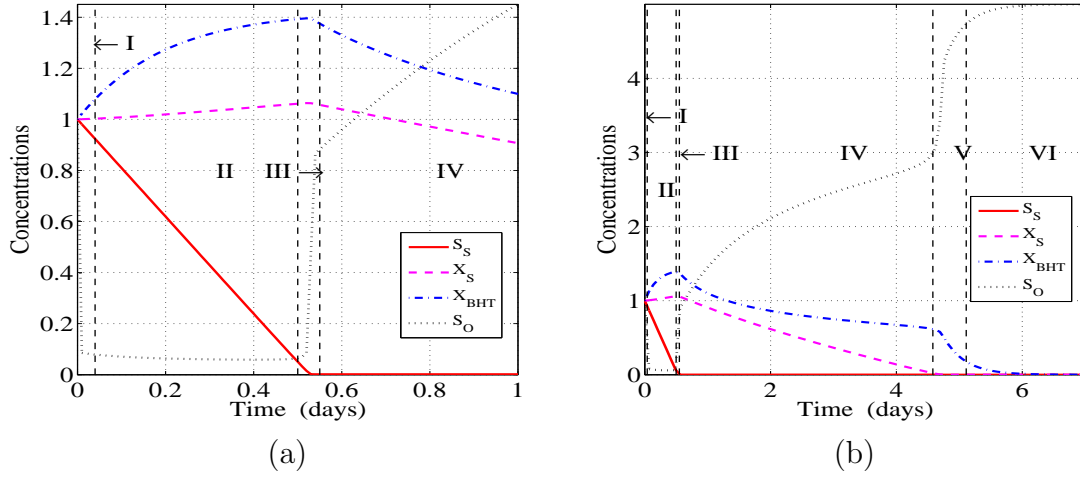 1.4
1.2
1
0.8
0.6
0.4
0.2
0
Concentrations
I
II
III
IV
S_S
X_S
X_BHT
S_O
0
0.2
0.4
0.6
0.8
1
Time (days)
(a)
4
3
2
1
0
Concentrations
I
III
II
IV
V
VI
S_S
X_S
X_BHT
S_O
0
2
4
6
Time (days)
(b)